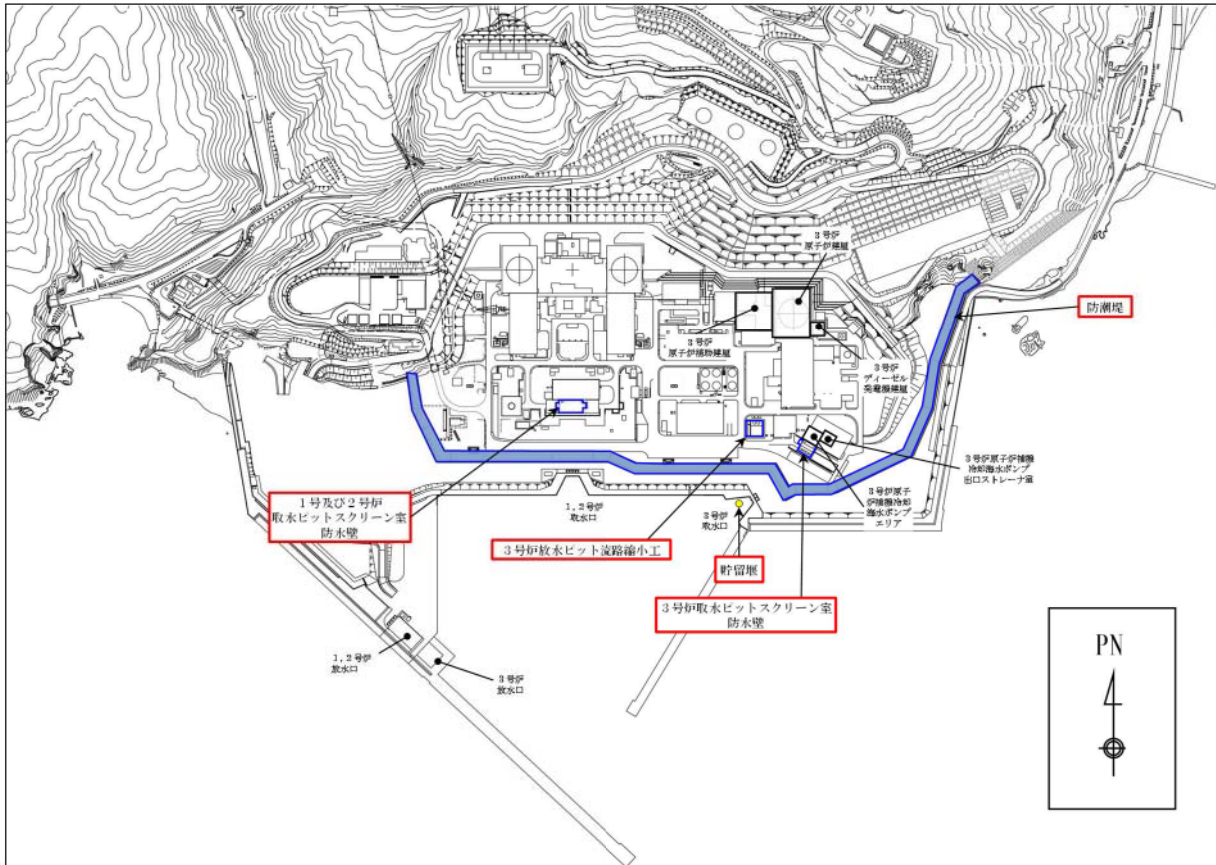 3号炉
原子炉建屋
防潮堤
3号炉
原子炉補助建屋
3号炉
ディーゼル
発電機建屋
3号炉原子炉補機
冷却海水ポンプ
出口ストレーナ室
3号炉原子
炉補機冷却
海水ポンプ
エリア
1号及び2号炉
取水ピットスクリーン室
防水壁
1,2号炉
取水口
3号炉
取水口
3号炉放水ピット流路縮小工
貯留堰
3号炉取水ピットスクリーン室
防水壁
1,2号炉
放水口
3号炉
放水口
PN